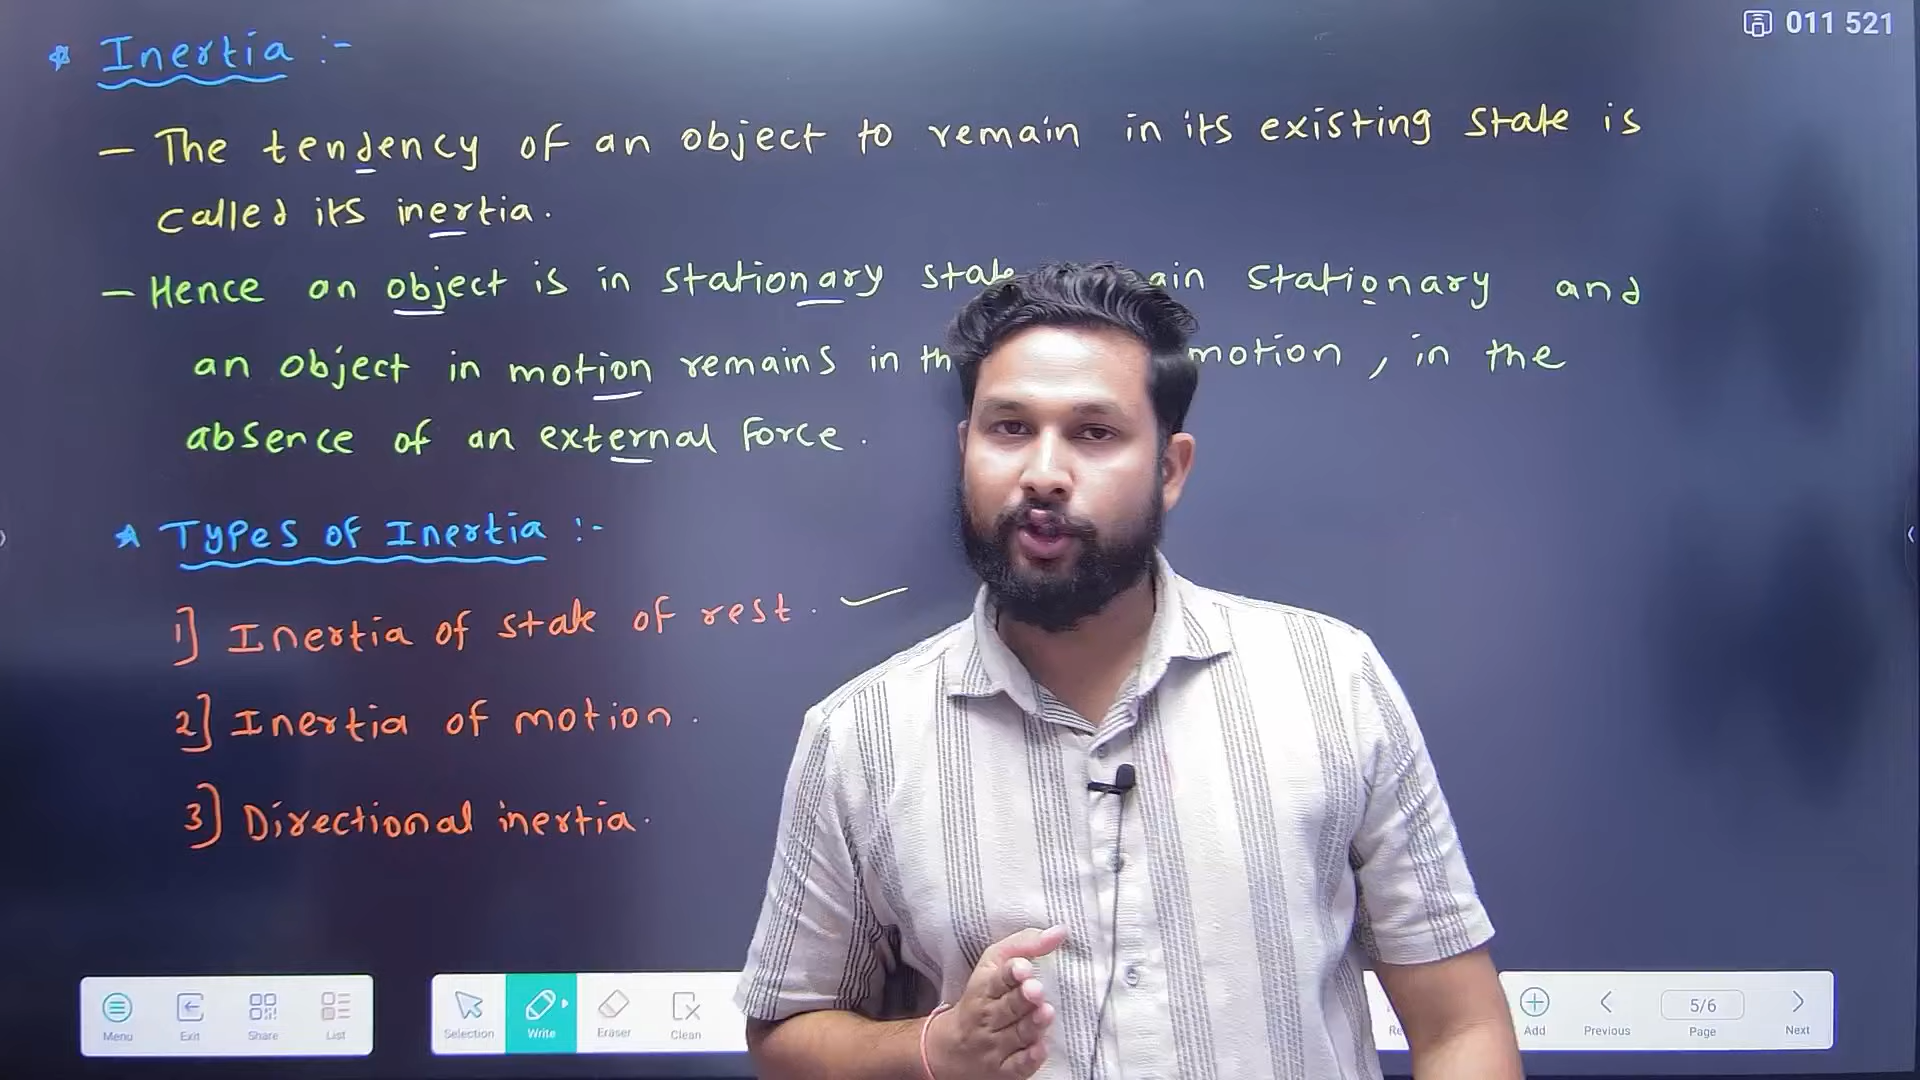 011 521
* Inertia :-
- The tendency of an object to remain in its existing state is
called its inertia.
- Hence an object is in stationary stationary and
an object in motion remains in motion, in the
absence of an external Force.
* Types of Inertia :-
1] Inertia of state of rest.
2] Inertia of motion.
3] Directional inertia.
Menu Exit Share List Selection Write Eraser Clean Add Previous 5/6 Page Next